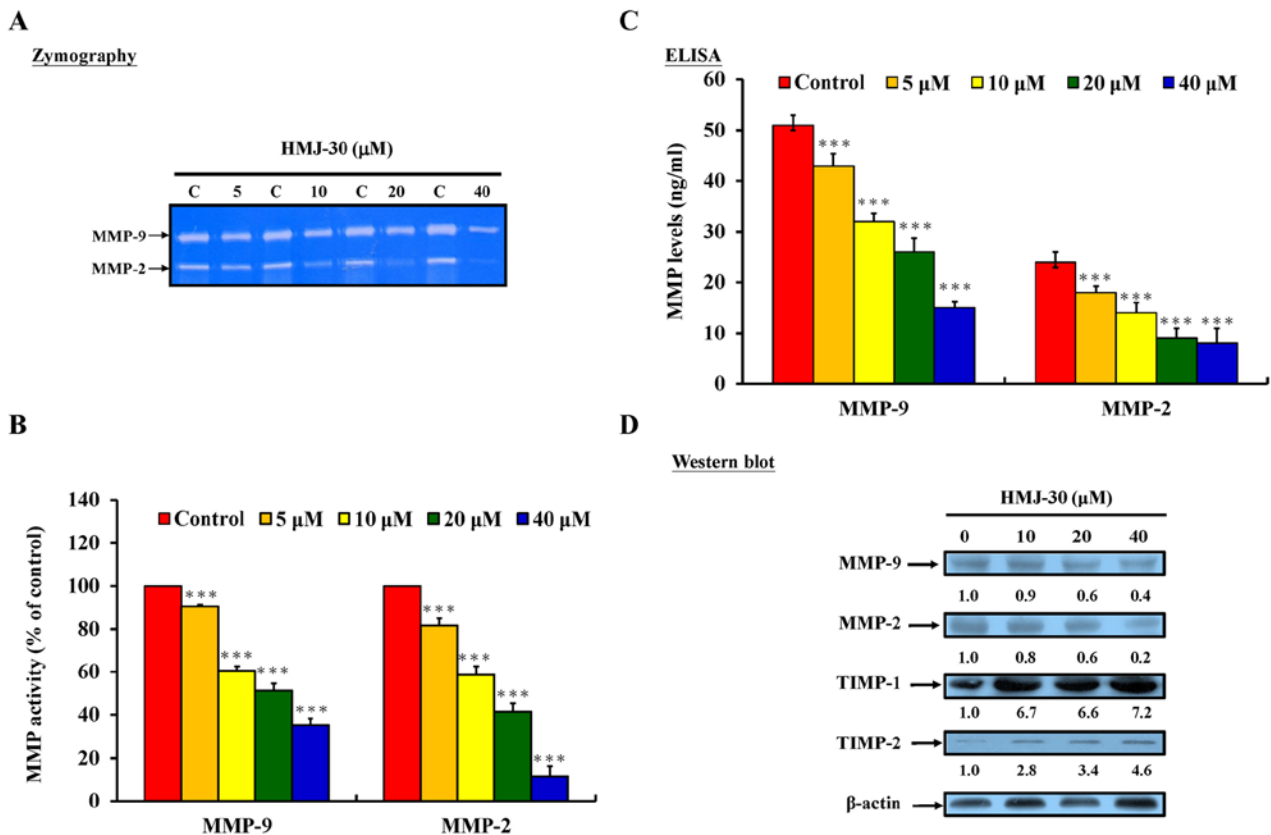 A
Zymography
HMJ-30 (μM)
C 5 C 10 C 20 C 40
MMP-9
MMP-2
B
140
120
100
80
60
40
20
0
MMP activity (% of control)
Control 5 μM 10 μM 20 μM 40 μM
*** *** *** ***
*** *** *** ***
MMP-9 MMP-2
C
ELISA
60
50
40
30
20
10
0
MMP levels (ng/ml)
Control 5 μM 10 μM 20 μM 40 μM
*** *** *** ***
*** *** *** ***
MMP-9 MMP-2
D
Western blot
HMJ-30 (μM)
0 10 20 40
MMP-9
1.0 0.9 0.6 0.4
MMP-2
1.0 0.8 0.6 0.2
TIMP-1
1.0 6.7 6.6 7.2
TIMP-2
1.0 2.8 3.4 4.6
β-actin